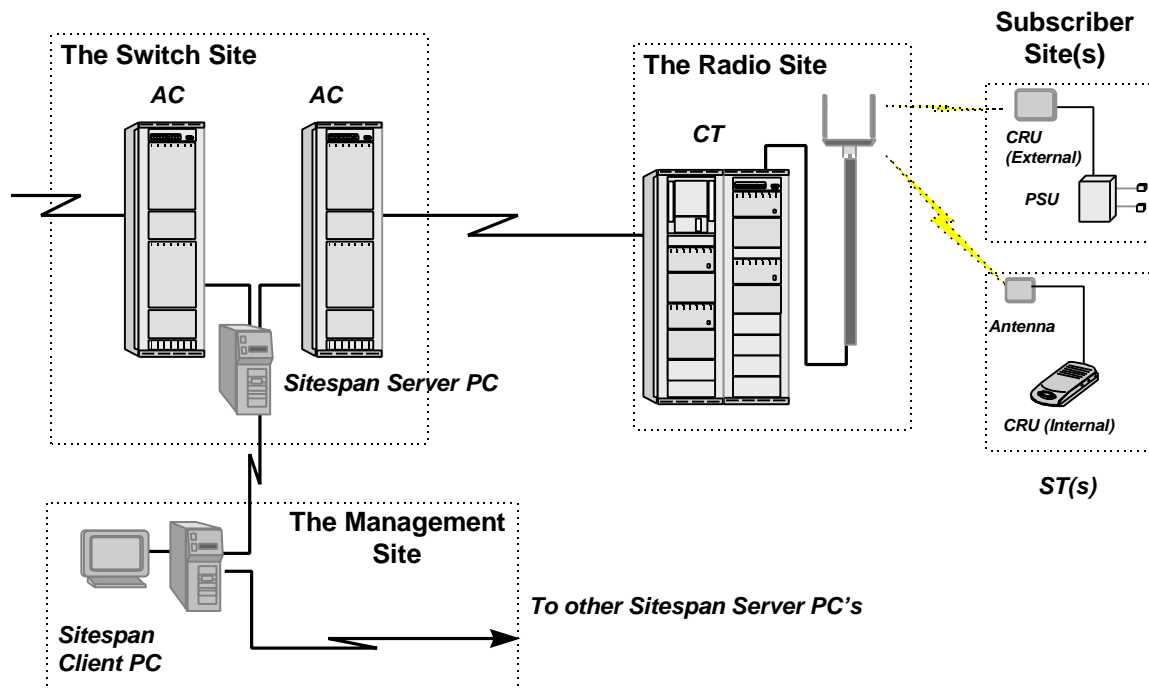 The Switch Site
AC
AC
Sitespan Server PC
The Radio Site
CT
Subscriber
Site(s)
CRU
(External)
PSU
Antenna
CRU (Internal)
ST(s)
The Management
Site
Sitespan
Client PC
To other Sitespan Server PC's